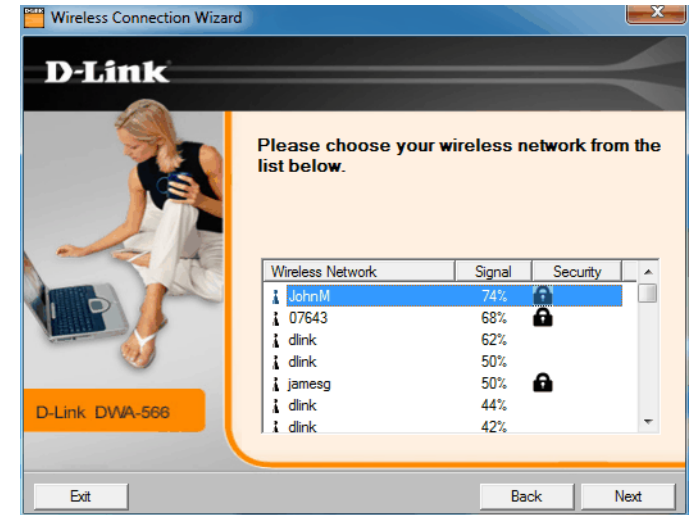 Wireless Connection Wizard
D-Link
Please choose your wireless network from the
list below.
Wireless Network Signal Security
JohnM 74%
07643 68%
dlink 62%
dlink 50%
jamesg 50%
dlink 44%
dlink 42%
D-Link DWA-566
Exit Back Next